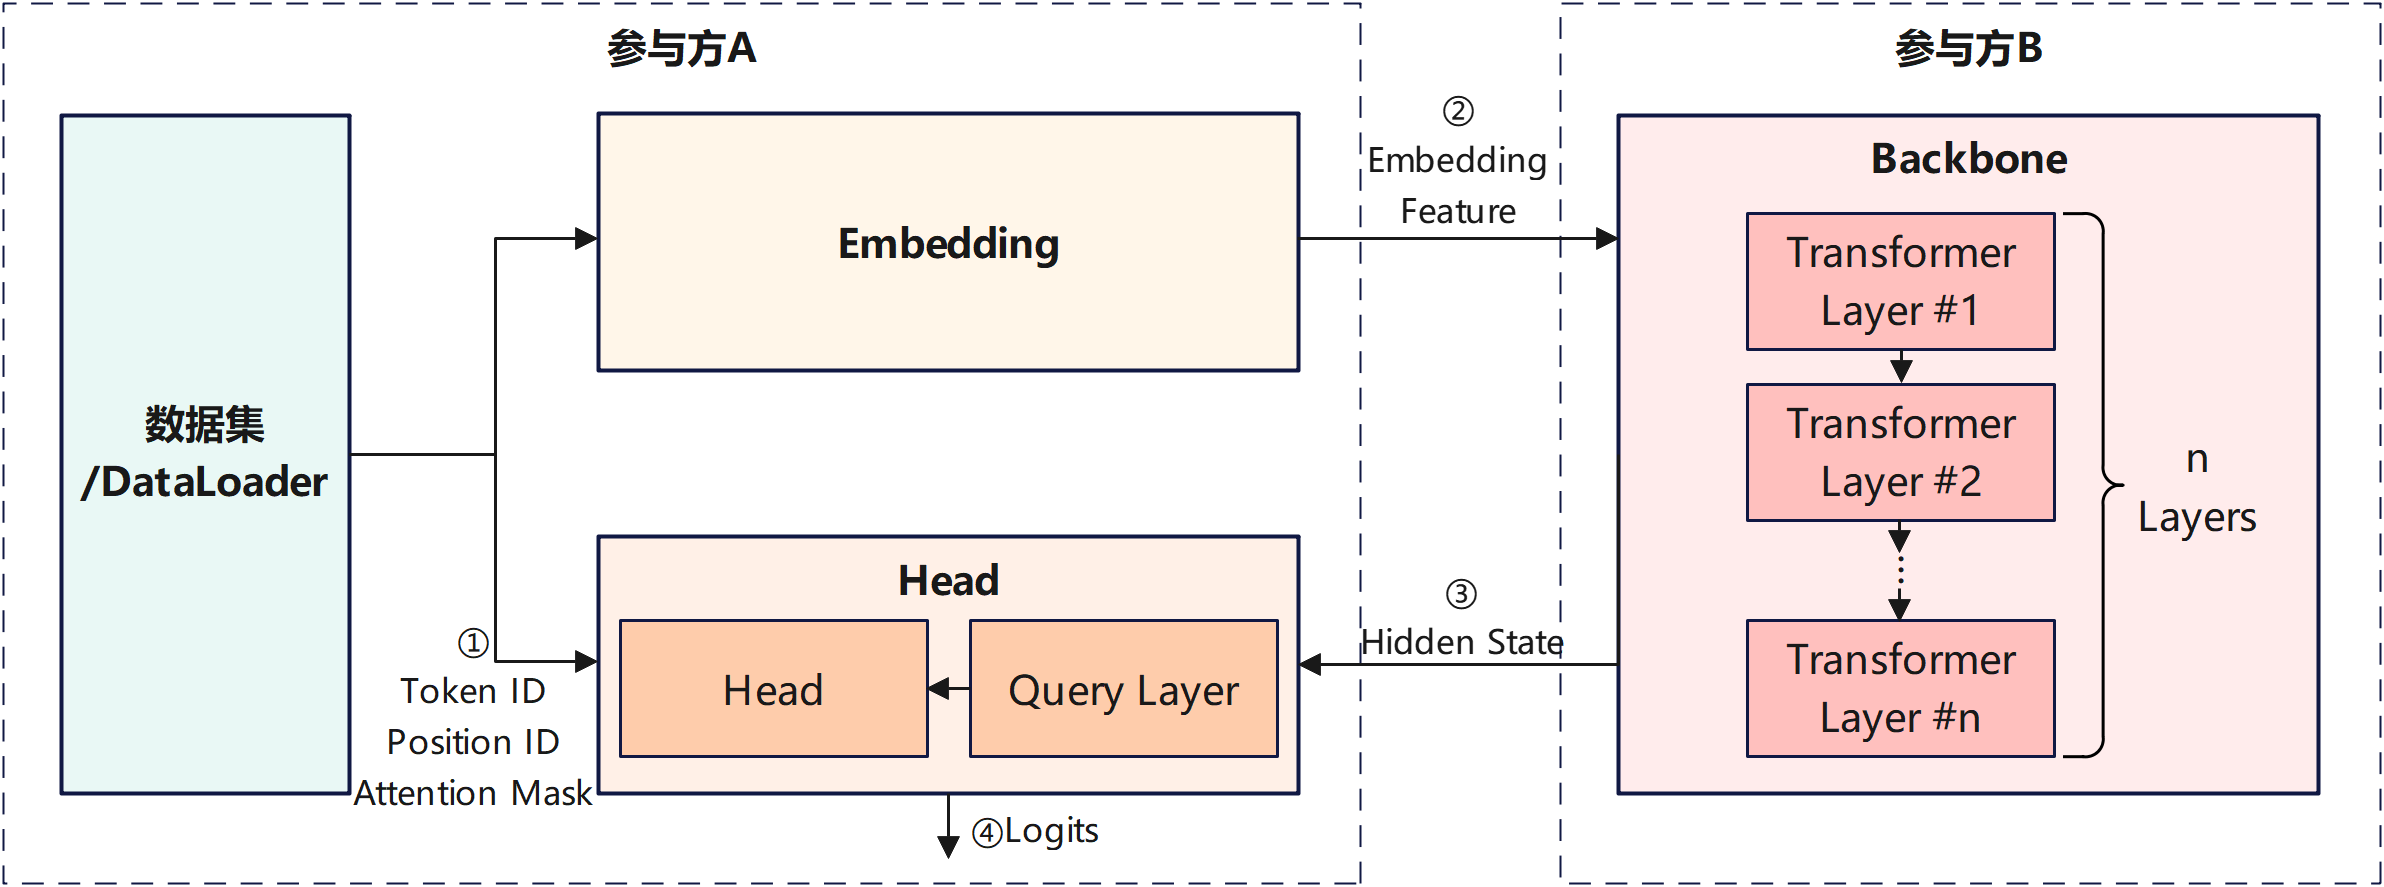 参与方A
数据集
/DataLoader
Embedding
①
Token ID
Position ID
Attention Mask
Head
Head
Query Layer
④Logits
②
Embedding
Feature
③
Hidden State
参与方B
Backbone
Transformer
Layer #1
Transformer
Layer #2
⋮
Transformer
Layer #n
n
Layers